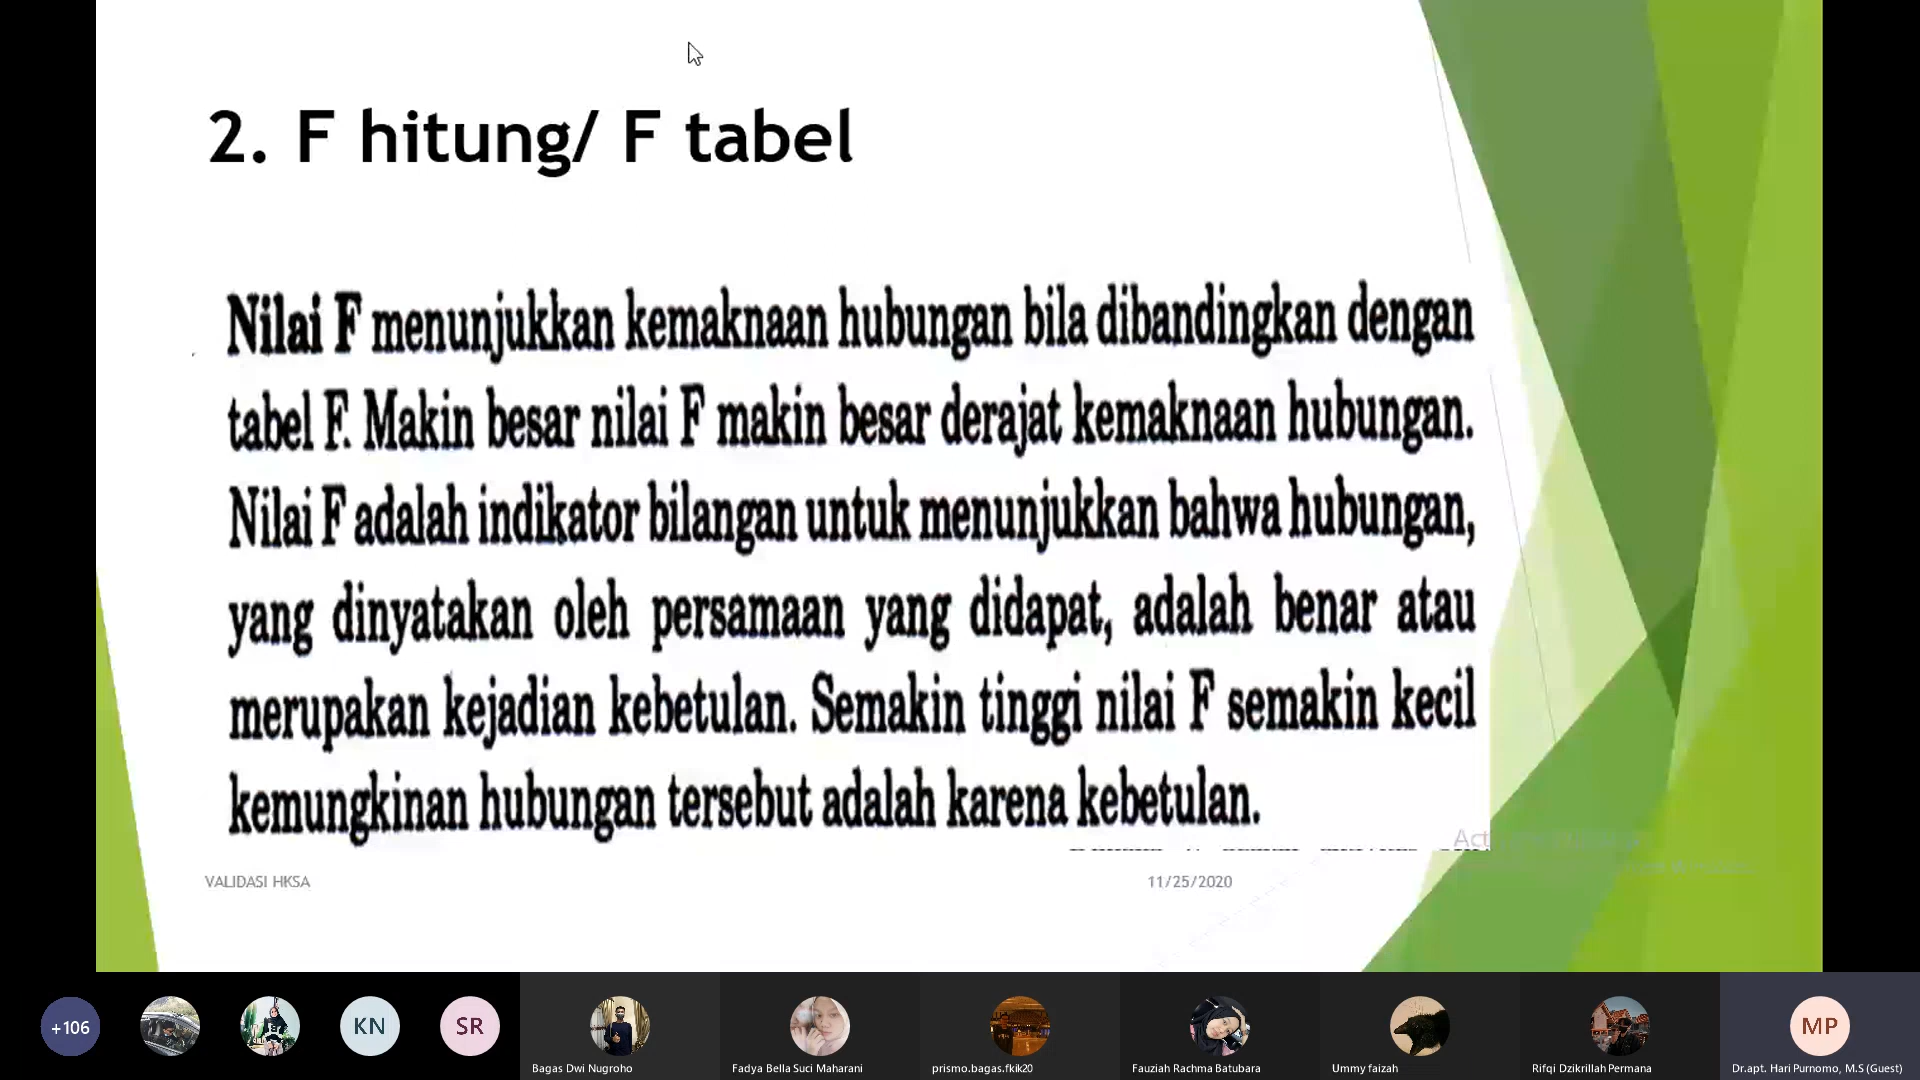 2. F hitung/ F tabel
Nilai F menunjukkan kemaknaan hubungan bila dibandingkan dengan
tabel F. Makin besar nilai F makin besar derajat kemaknaan hubungan.
Nilai F adalah indikator bilangan untuk menunjukkan bahwa hubungan,
yang dinyatakan oleh persamaan yang didapat, adalah benar atau
merupakan kejadian kebetulan. Semakin tinggi nilai F semakin kecil
kemungkinan hubungan tersebut adalah karena kebetulan.
VALIDASI HKSA
11/25/2020
+106
KN
SR
MP
Bagas Dwi Nugroho
Fadya Bella Suci Maharani
prismo.bagas.fkik20
Fauziah Rachma Batubara
Ummy faizah
Rifqi Dzikrillah Permana
Dr.apt. Hari Purnomo, M.S (Guest)